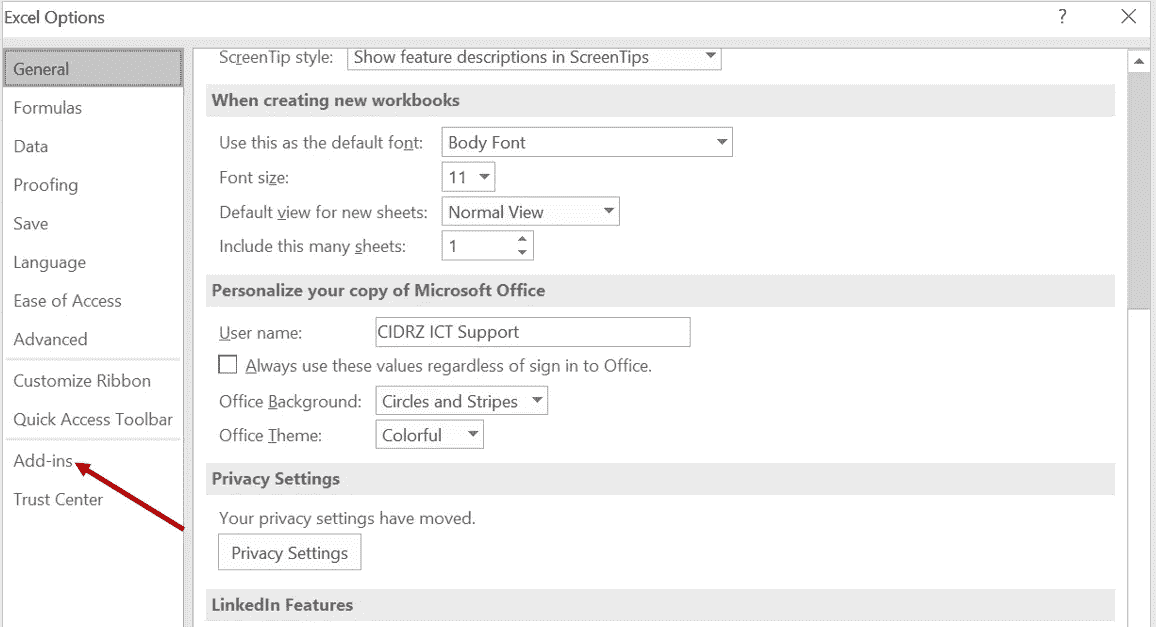 Excel Options
?
General
Formulas
Data
Proofing
Save
Language
Ease of Access
Advanced
Customize Ribbon
Quick Access Toolbar
Add-ins
Trust Center
ScreenTip style: Show feature descriptions in ScreenTips
When creating new workbooks
Use this as the default font: Body Font
Font size: 11
Default view for new sheets: Normal View
Include this many sheets: 1
Personalize your copy of Microsoft Office
User name: CIDRZ ICT Support
Always use these values regardless of sign in to Office.
Office Background: Circles and Stripes
Office Theme: Colorful
Privacy Settings
Your privacy settings have moved.
Privacy Settings
LinkedIn Features